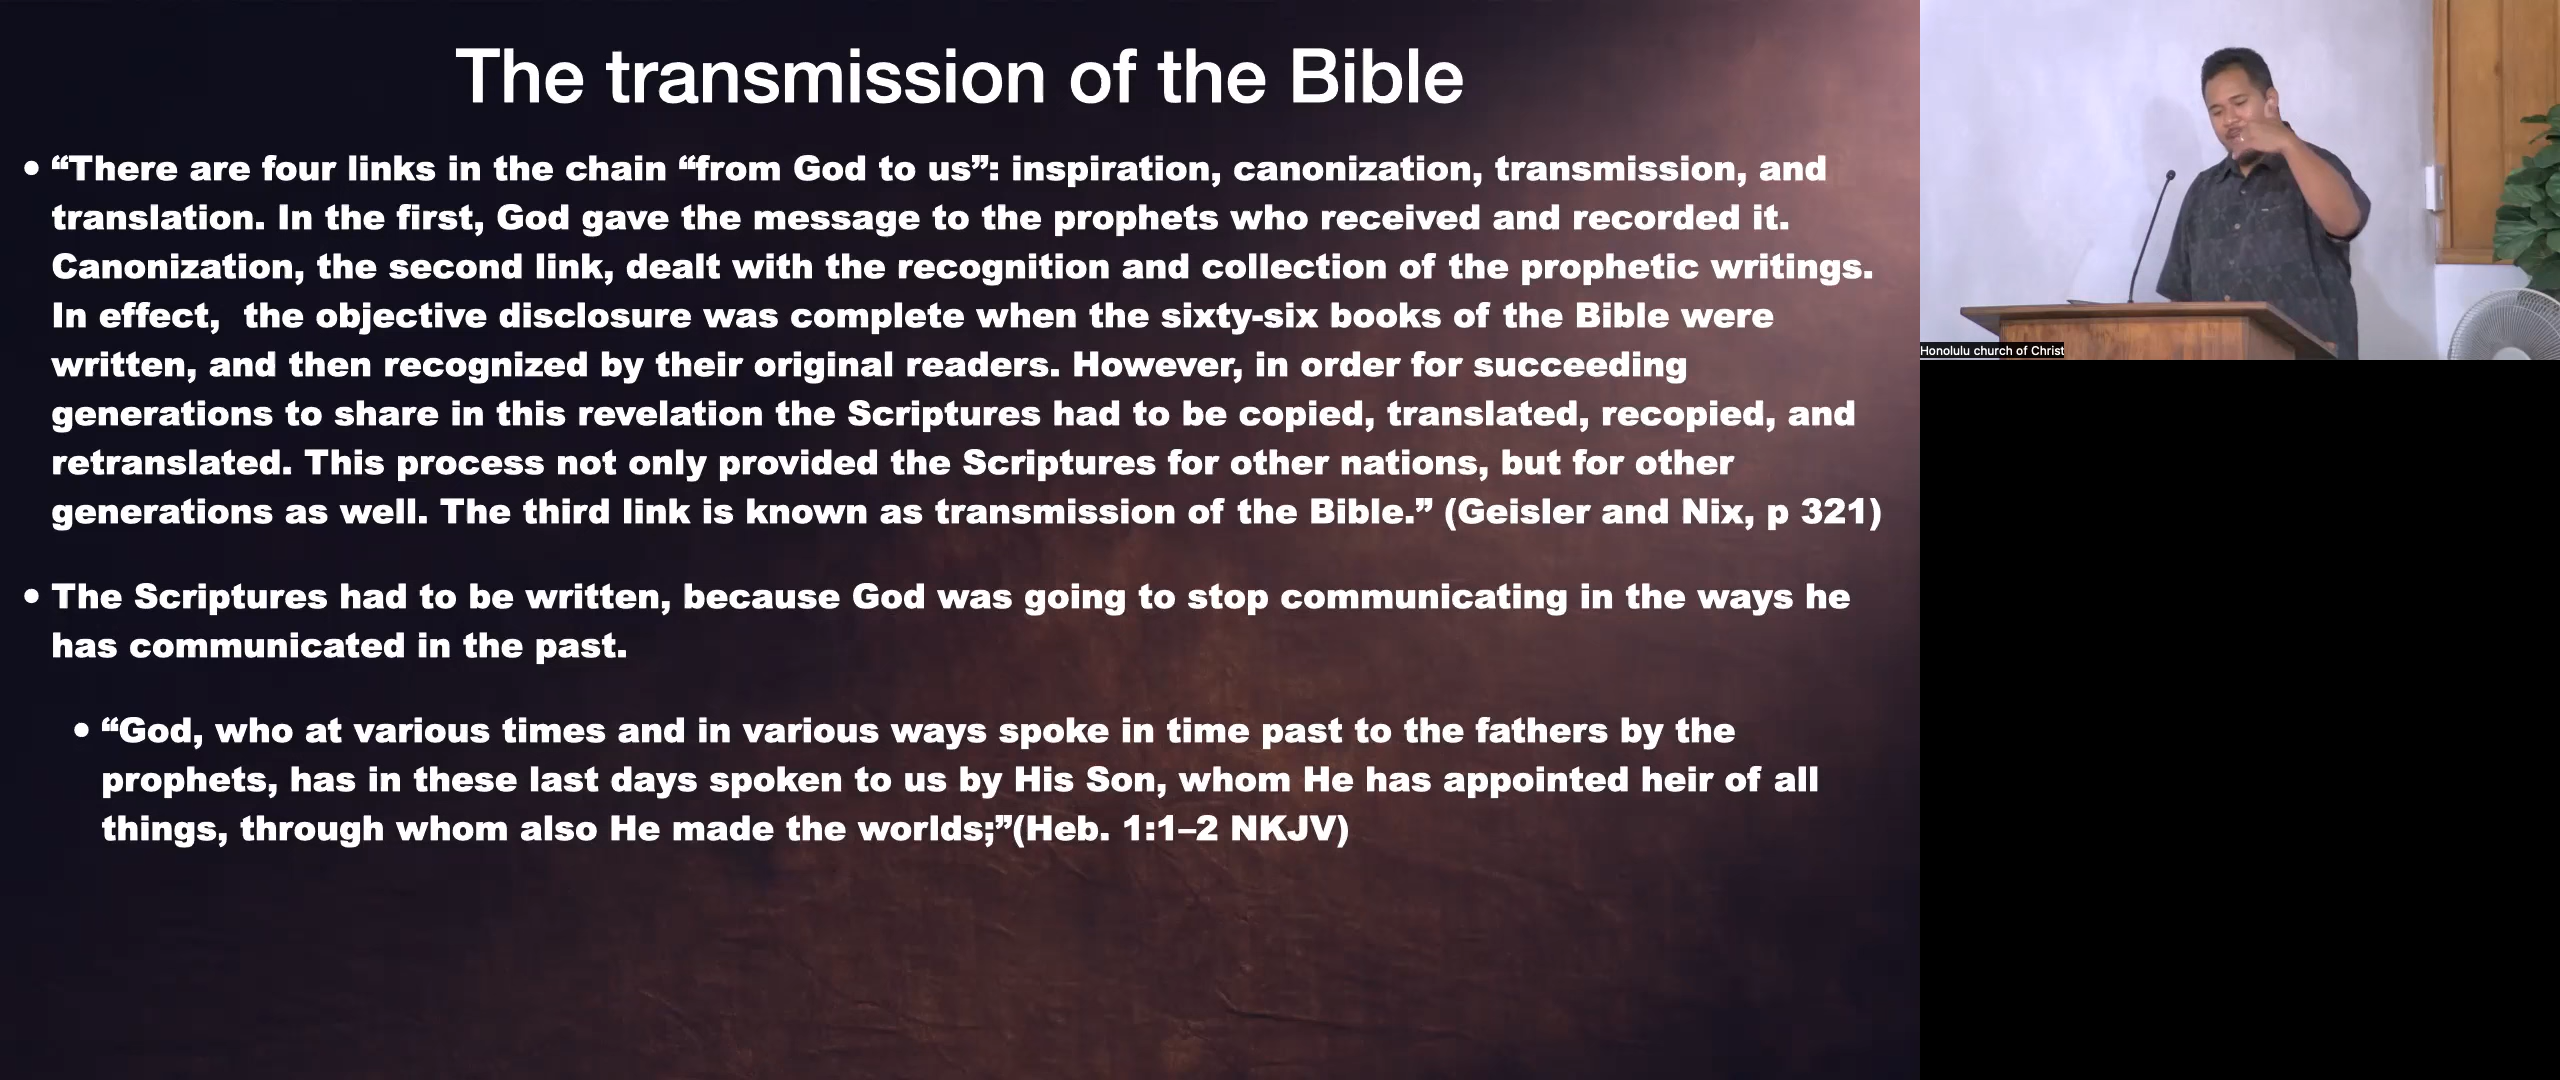 The transmission of the Bible
• “There are four links in the chain “from God to us”: inspiration, canonization, transmission, and
translation. In the first, God gave the message to the prophets who received and recorded it.
Canonization, the second link, dealt with the recognition and collection of the prophetic writings.
In effect,  the objective disclosure was complete when the sixty-six books of the Bible were
written, and then recognized by their original readers. However, in order for succeeding
generations to share in this revelation the Scriptures had to be copied, translated, recopied, and
retranslated. This process not only provided the Scriptures for other nations, but for other
generations as well. The third link is known as transmission of the Bible.” (Geisler and Nix, p 321)
• The Scriptures had to be written, because God was going to stop communicating in the ways he
has communicated in the past.
• “God, who at various times and in various ways spoke in time past to the fathers by the
prophets, has in these last days spoken to us by His Son, whom He has appointed heir of all
things, through whom also He made the worlds;”(Heb. 1:1–2 NKJV)
Honolulu church of Christ